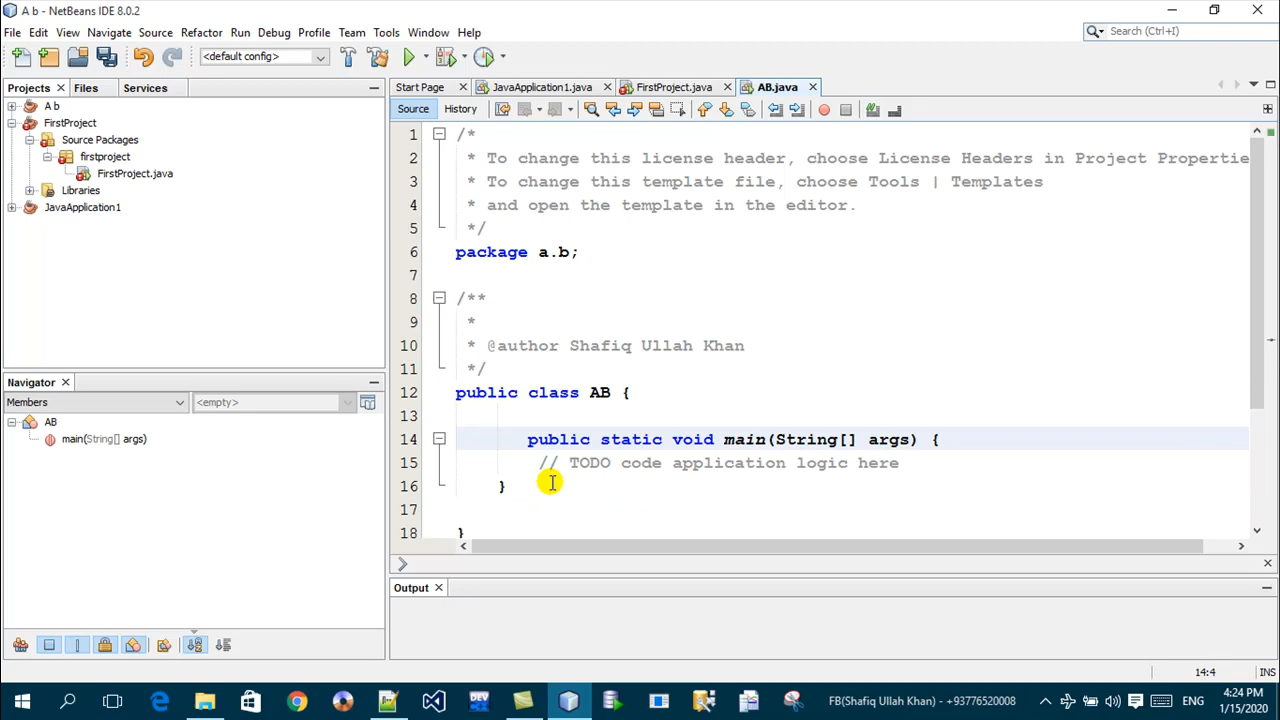 A b - NetBeans IDE 8.0.2
File Edit View Navigate Source Refactor Run Debug Profile Team Tools Window Help
Search (Ctrl+I)
<default config>
Projects Files Services
A b
FirstProject
Source Packages
firstproject
FirstProject.java
Libraries
JavaApplication1
Navigator
Members <empty>
AB
main(String[] args)
Start Page JavaApplication1.java FirstProject.java AB.java
Source History
1 /*
2 * To change this license header, choose License Headers in Project Propertie
3 * To change this template file, choose Tools | Templates
4 * and open the template in the editor.
5 */
6 package a.b;
7
8 /**
9 *
10 * @author Shafiq Ullah Khan
11 */
12 public class AB {
13
14 public static void main(String[] args) {
15 // TODO code application logic here
16 }
17
18 }
Output
14:4 INS
DEV
FB(Shafiq Ullah Khan) - +93776520008
ENG
4:24 PM
1/15/2020